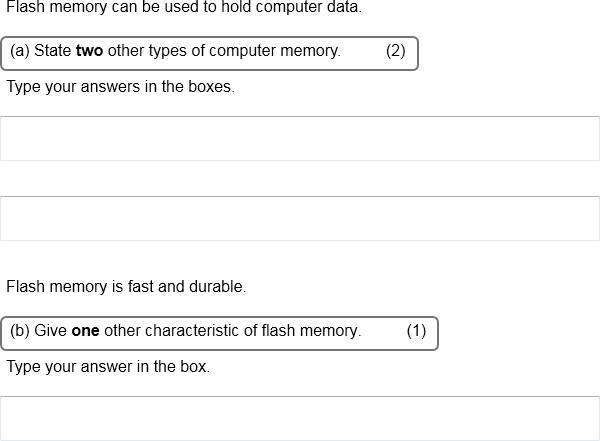 Flash memory can be used to hold computer data.
(a) State two other types of computer memory. (2)
Type your answers in the boxes.
Flash memory is fast and durable.
(b) Give one other characteristic of flash memory. (1)
Type your answer in the box.